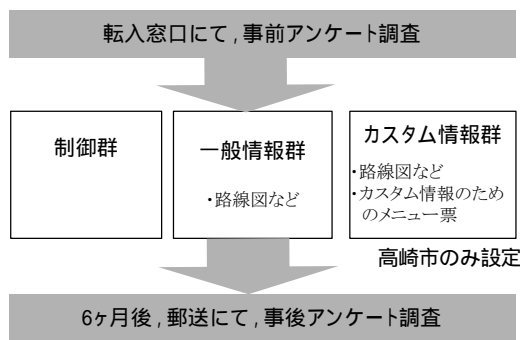 転入窓口にて,事前アンケート調査
制御群
一般情報群
・路線図など
カスタム情報群
・路線図など
・カスタム情報のため
のメニュー票
高崎市のみ設定
6ヶ月後,郵送にて,事後アンケート調査